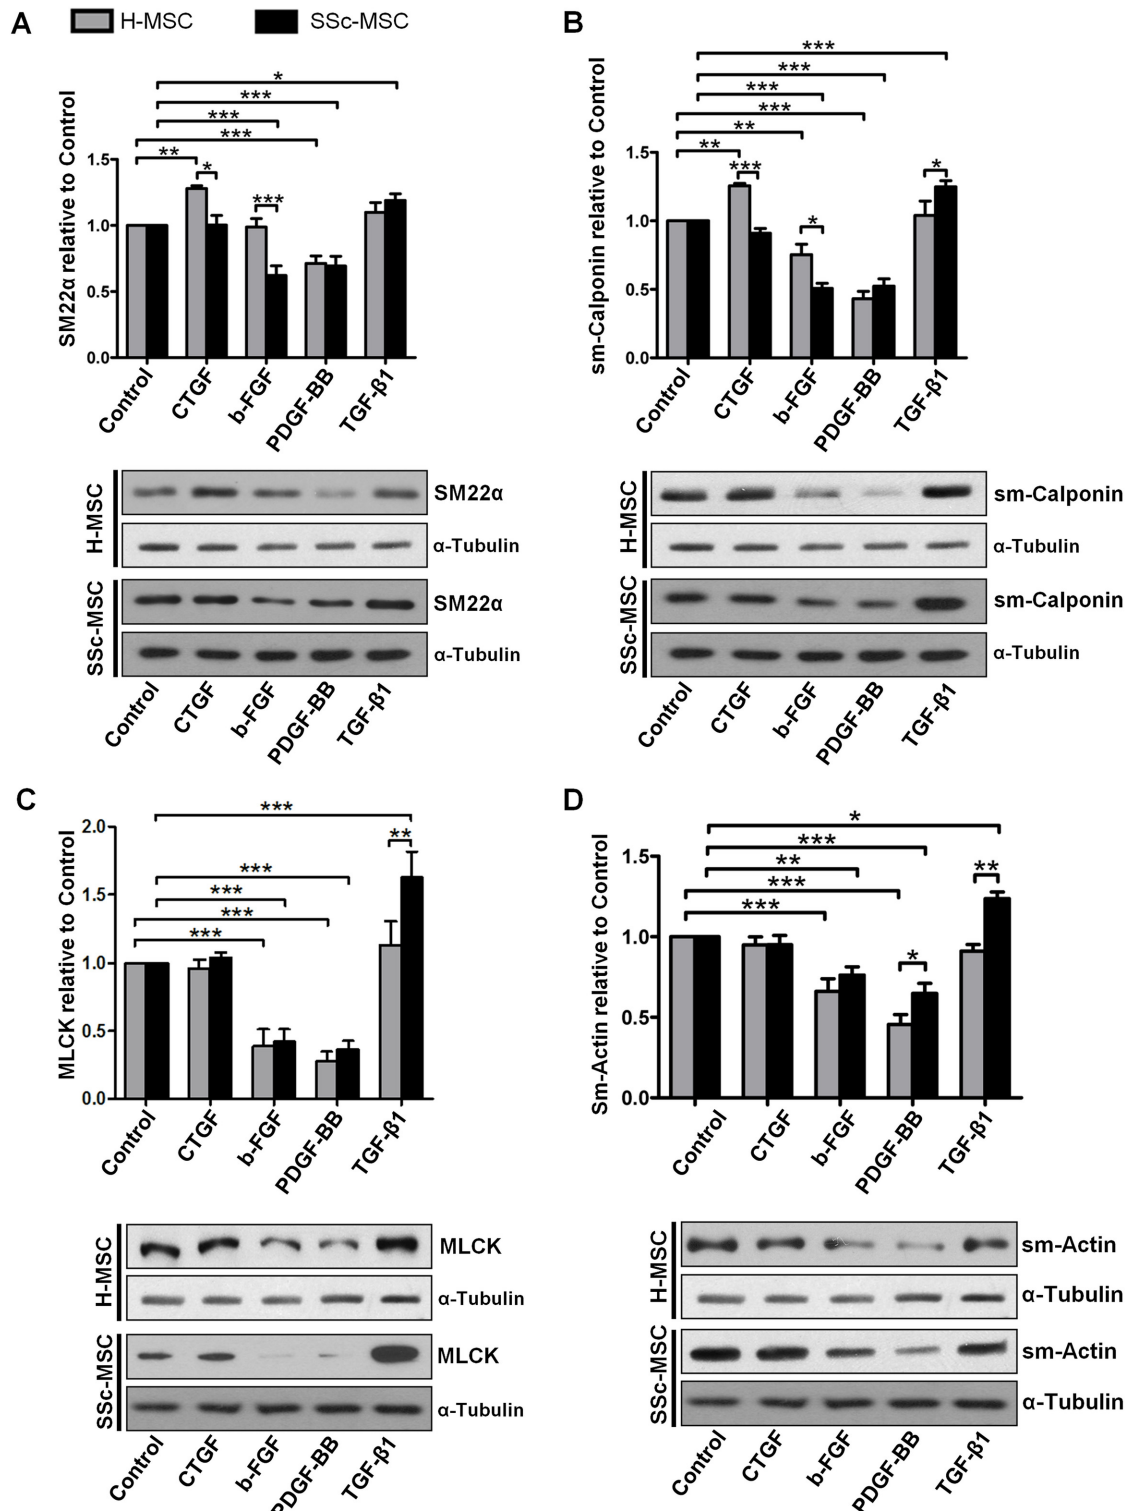 A H-MSC SSc-MSC B
***
* ***
*** ***
*** ***
*** **
** * ** *** *
*** *
SM22α relative to Control
1.5
1.0
0.5
0.0
Control CTGF b-FGF PDGF-BB TGF-β1
sm-Calponin relative to Control
1.5
1.0
0.5
0.0
Control CTGF b-FGF PDGF-BB TGF-β1
H-MSC SM22α
α-Tubulin
SSc-MSC SM22α
α-Tubulin
Control CTGF b-FGF PDGF-BB TGF-β1
H-MSC sm-Calponin
α-Tubulin
SSc-MSC sm-Calponin
α-Tubulin
Control CTGF b-FGF PDGF-BB TGF-β1
C
MLCK relative to Control
***
**
***
***
***
***
2.0
1.5
1.0
0.5
0.0
Control CTGF b-FGF PDGF-BB TGF-β1
D
Sm-Actin relative to Control
*
***
**
***
**
***
*
1.5
1.0
0.5
0.0
Control CTGF b-FGF PDGF-BB TGF-β1
H-MSC MLCK
α-Tubulin
SSc-MSC MLCK
α-Tubulin
Control CTGF b-FGF PDGF-BB TGF-β1
H-MSC sm-Actin
α-Tubulin
SSc-MSC sm-Actin
α-Tubulin
Control CTGF b-FGF PDGF-BB TGF-β1